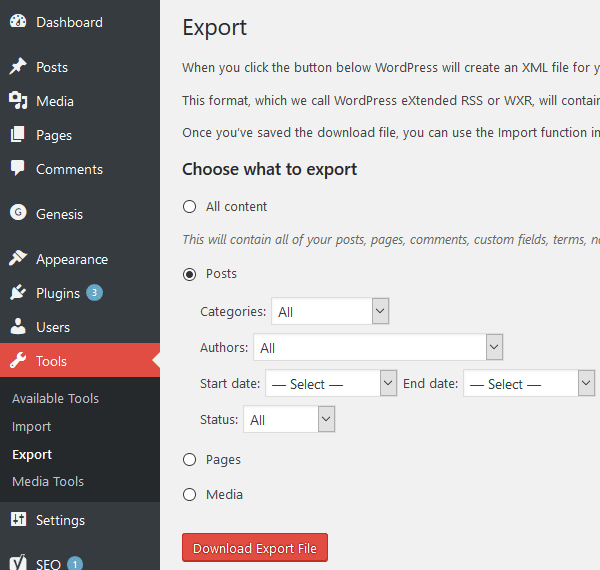 Dashboard
Posts
Media
Pages
Comments
G Genesis
Appearance
Plugins 3
Users
Tools
Available Tools
Import
Export
Media Tools
Settings
SEO 1
Export
When you click the button below WordPress will create an XML file for y
This format, which we call WordPress eXtended RSS or WXR, will contain
Once you've saved the download file, you can use the Import function in
Choose what to export
All content
This will contain all of your posts, pages, comments, custom fields, terms, n
Posts
Categories: All
Authors: All
Start date: — Select — End date: — Select —
Status: All
Pages
Media
Download Export File